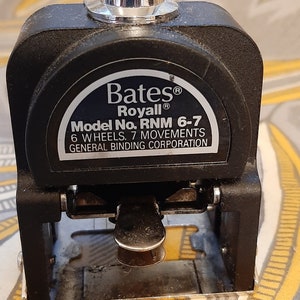 Bates®
Royall®
Model No. RNM 6-7
6 WHEELS. 7 MOVEMENTS
GENERAL BINDING CORPORATION